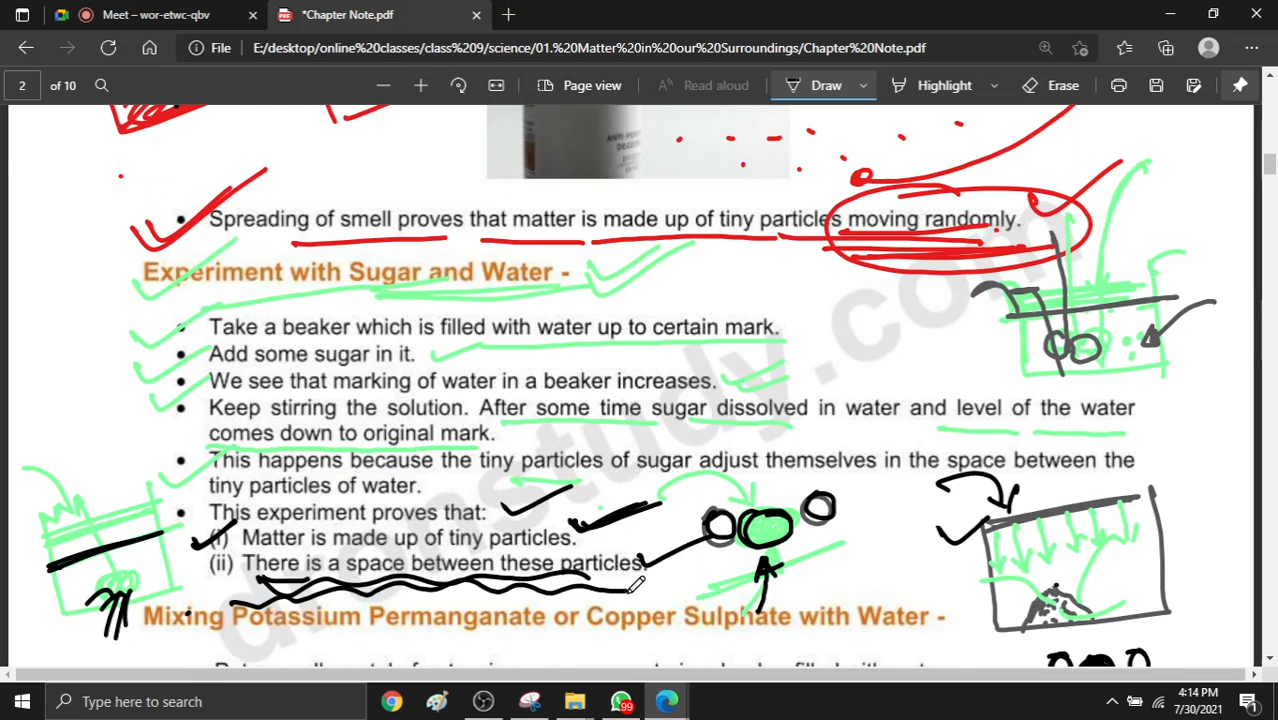 Meet – wor-etwc-qbv
*Chapter Note.pdf
File
E:/desktop/online%20classes/class%209/science/01.%20Matter%20in%20our%20Surroundings/Chapter%20Note.pdf
2 of 10
Page view
Read aloud
Draw
Highlight
Erase
• Spreading of smell proves that matter is made up of tiny particles moving randomly.
Experiment with Sugar and Water -
• Take a beaker which is filled with water up to certain mark.
• Add some sugar in it.
• We see that marking of water in a beaker increases.
• Keep stirring the solution. After some time sugar dissolved in water and level of the water
comes down to original mark.
• This happens because the tiny particles of sugar adjust themselves in the space between the
tiny particles of water.
• This experiment proves that:
(i) Matter is made up of tiny particles.
(ii) There is a space between these particles.
Mixing Potassium Permanganate or Copper Sulphate with Water -
Type here to search
99
4:14 PM
7/30/2021
1